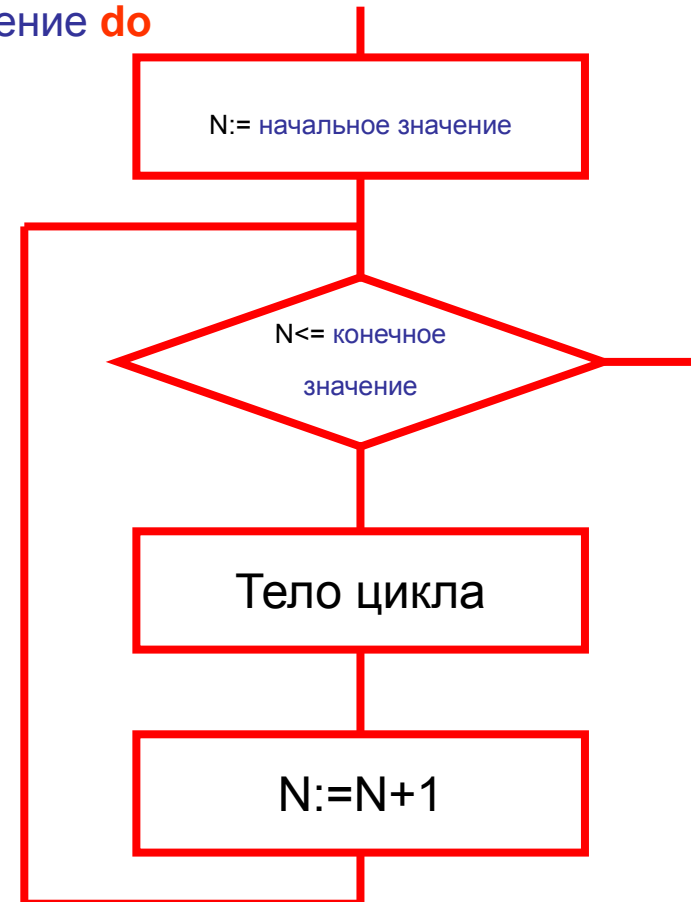 ение do
N:= начальное значение
N<= конечное
значение
Тело цикла
N:=N+1